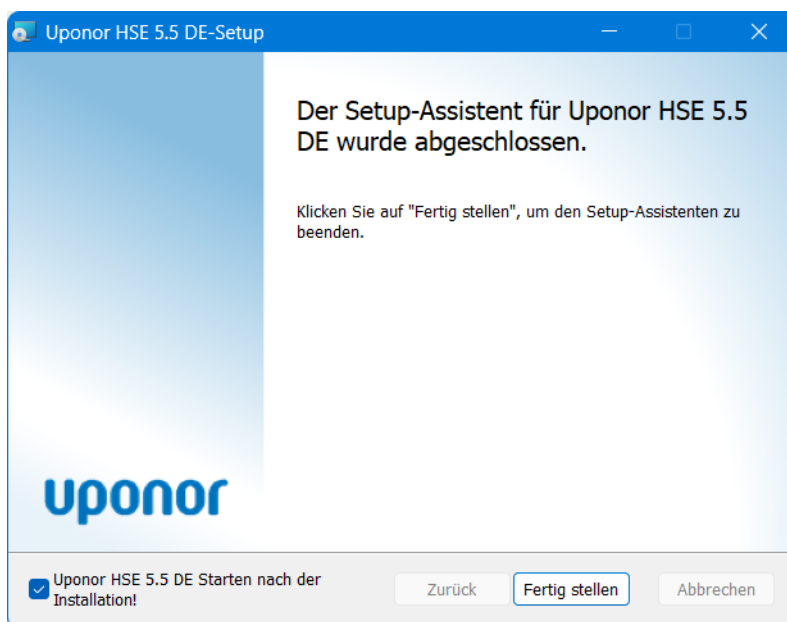 Uponor HSE 5.5 DE-Setup
Der Setup-Assistent für Uponor HSE 5.5
DE wurde abgeschlossen.
Klicken Sie auf "Fertig stellen", um den Setup-Assistenten zu
beenden.
uponor
Uponor HSE 5.5 DE Starten nach der
Installation!
Zurück
Fertig stellen
Abbrechen